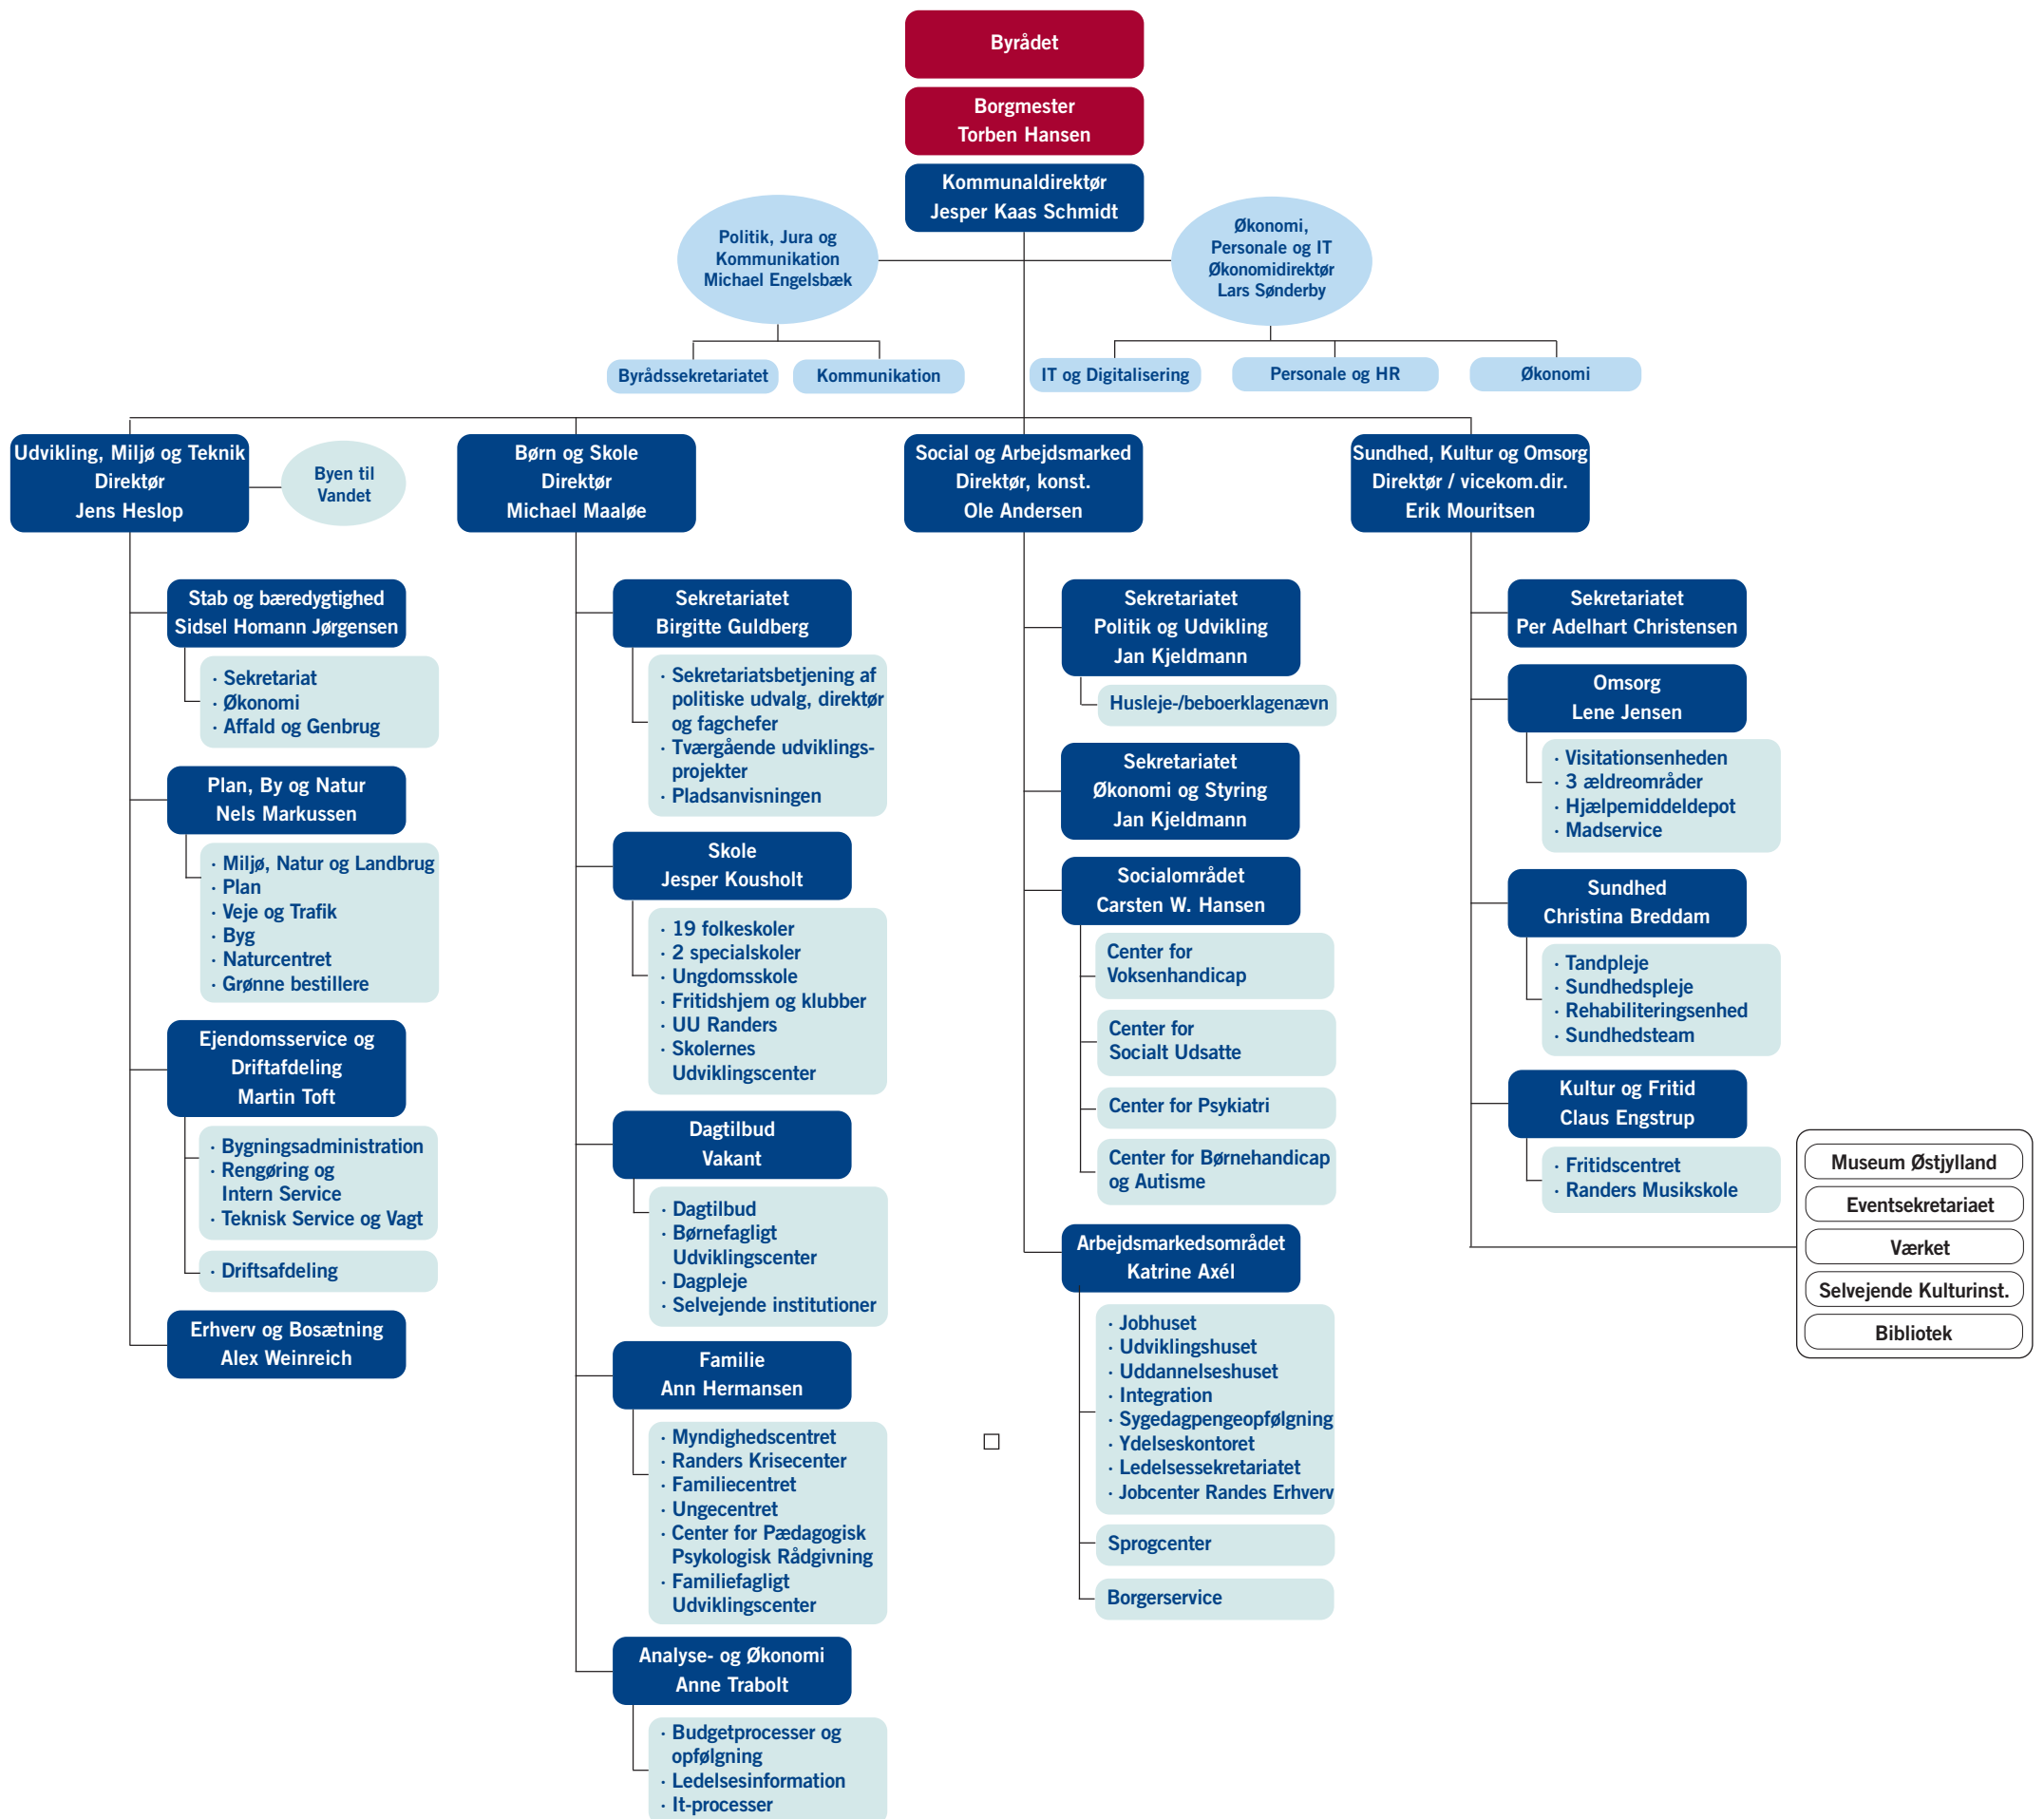 Byrådet
Borgmester
Torben Hansen
Kommunaldirektør
Jesper Kaas Schmidt
Politik, Jura og
Kommunikation
Michael Engelsbæk
Økonomi,
Personale og IT
Økonomidirektør
Lars Sønderby
Byrådssekretariatet
Kommunikation
IT og Digitalisering
Personale og HR
Økonomi
Udvikling, Miljø og Teknik
Direktør
Jens Heslop
Byen til
Vandet
Stab og bæredygtighed
Sidsel Homann Jørgensen
· Sekretariat
· Økonomi
· Affald og Genbrug
Plan, By og Natur
Nels Markussen
· Miljø, Natur og Landbrug
· Plan
· Veje og Trafik
· Byg
· Naturcentret
· Grønne bestillere
Ejendomsservice og
Driftafdeling
Martin Toft
· Bygningsadministration
· Rengøring og
Intern Service
· Teknisk Service og Vagt
· Driftsafdeling
Erhverv og Bosætning
Alex Weinreich
Børn og Skole
Direktør
Michael Maaløe
Sekretariatet
Birgitte Guldberg
· Sekretariatsbetjening af
politiske udvalg, direktør
og fagchefer
· Tværgående udviklings-
projekter
· Pladsanvisningen
Skole
Jesper Kousholt
· 19 folkeskoler
· 2 specialskoler
· Ungdomsskole
· Fritidshjem og klubber
· UU Randers
· Skolernes
Udviklingscenter
Dagtilbud
Vakant
· Dagtilbud
· Børnefagligt
Udviklingscenter
· Dagpleje
· Selvejende institutioner
Familie
Ann Hermansen
· Myndighedscentret
· Randers Krisecenter
· Familiecentret
· Ungecentret
· Center for Pædagogisk
Psykologisk Rådgivning
· Familiefagligt
Udviklingscenter
Analyse- og Økonomi
Anne Trabolt
· Budgetprocesser og
opfølgning
· Ledelsesinformation
· It-processer
Social og Arbejdsmarked
Direktør, konst.
Ole Andersen
Sekretariatet
Politik og Udvikling
Jan Kjeldmann
Husleje-/beboerklagenævn
Sekretariatet
Økonomi og Styring
Jan Kjeldmann
Socialområdet
Carsten W. Hansen
Center for
Voksenhandicap
Center for
Socialt Udsatte
Center for Psykiatri
Center for Børnehandicap
og Autisme
Arbejdsmarkedsområdet
Katrine Axél
· Jobhuset
· Udviklingshuset
· Uddannelseshuset
· Integration
· Sygedagpengeopfølgning
· Ydelseskontoret
· Ledelsessekretariatet
· Jobcenter Randes Erhverv
Sprogcenter
Borgerservice
Sundhed, Kultur og Omsorg
Direktør / vicekom.dir.
Erik Mouritsen
Sekretariatet
Per Adelhart Christensen
Omsorg
Lene Jensen
· Visitationsenheden
· 3 ældreområder
· Hjælpemiddeldepot
· Madservice
Sundhed
Christina Breddam
· Tandpleje
· Sundhedspleje
· Rehabiliteringsenhed
· Sundhedsteam
Kultur og Fritid
Claus Engstrup
· Fritidscentret
· Randers Musikskole
Museum Østjylland
Eventsekretariaet
Værket
Selvejende Kulturinst.
Bibliotek